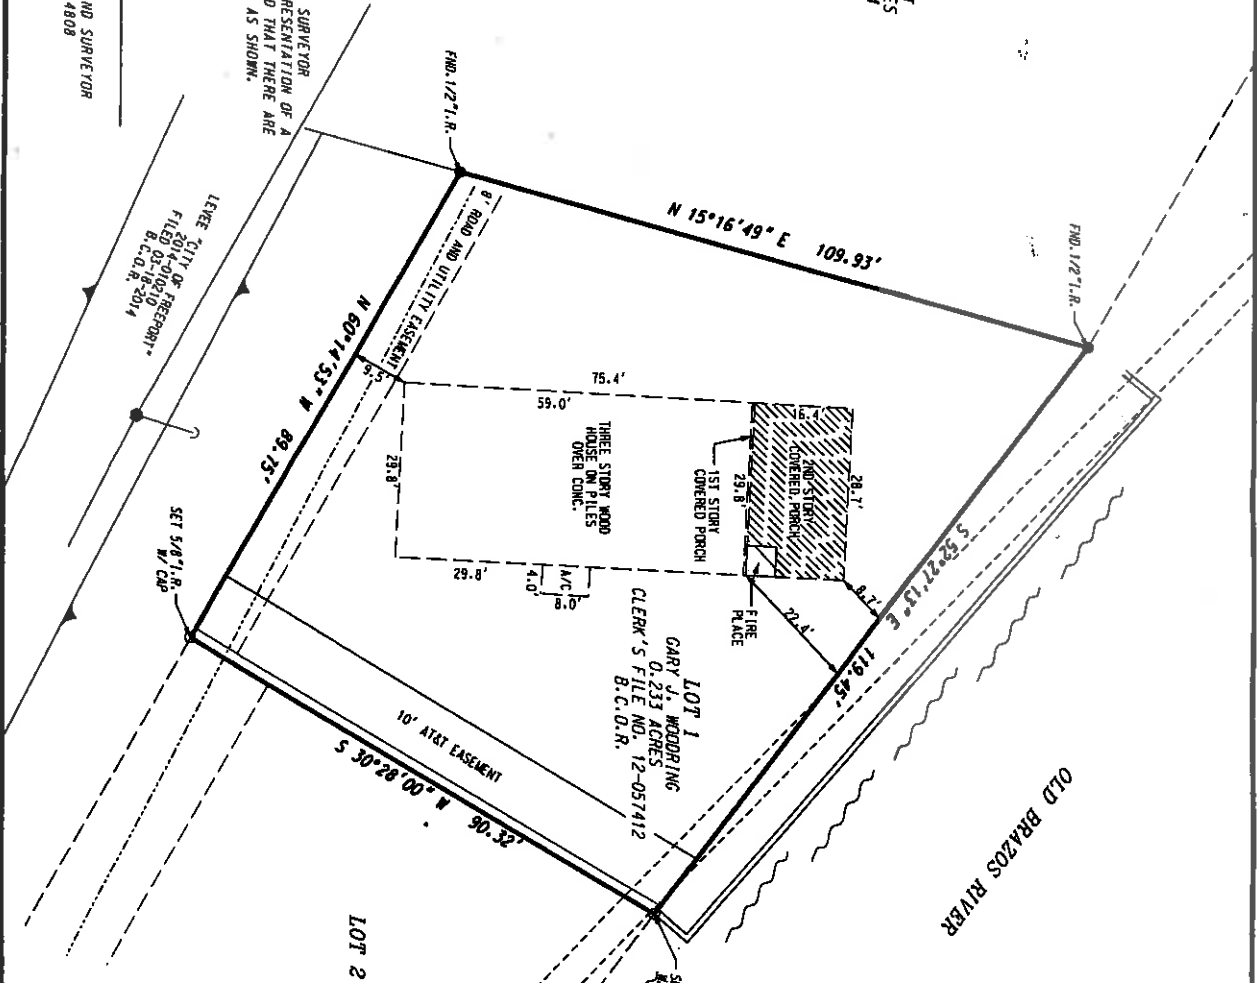 SURVEYOR
RESENTATION OF A
D THAT THERE ARE
AS SHOWN.
ND SURVEYOR
4808
FND.1/2"I.R.
FND.1/2"I.R.
N 15°16'49" E 109.93'
8' ROAD AND UTILITY EASEMENT
LEVEE "CITY OF FREEPORT"
2014-010210
FILED 03-18-2014
B.C.O.R.
N 60°14'53" W 89.75'
9.5'
75.4'
59.0'
16.4'
2ND STORY
COVERED PORCH
28.7'
1ST STORY
COVERED PORCH
29.8'
THREE STORY WOOD
HOUSE ON PILES
OVER CONC.
29.8'
29.8'
A/C
4.0'
8.0'
FIRE
PLACE
8.7'
22.4'
S 52°27'13" E 119.45'
LOT 1
GARY J. WOODRING
0.233 ACRES
CLERK'S FILE NO. 12-057412
B.C.O.R.
SET 5/8"I.R.
W/ CAP
10' AT&T EASEMENT
S 30°28'00" W 90.32'
OLD BRAZOS RIVER
LOT 2